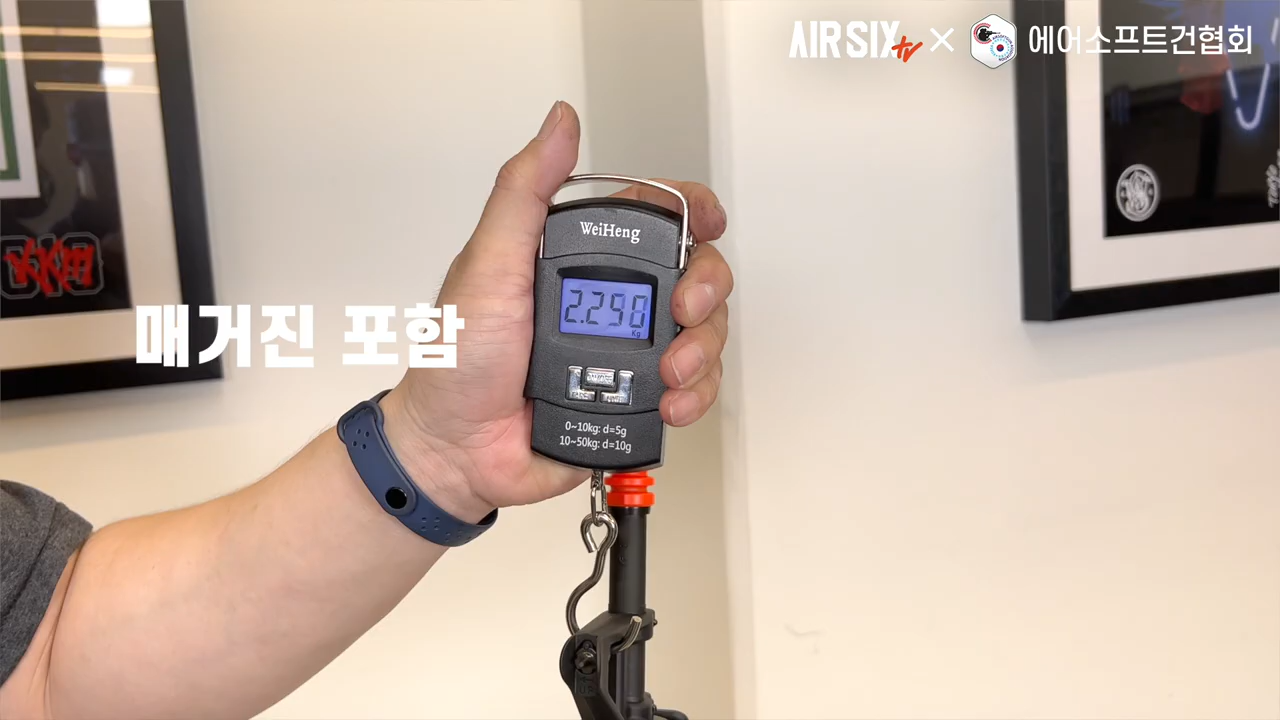 AIRSIX tv × 에어소프트건협회
WeiHeng
매거진 포함
2.290
Kg
0~10kg: d=5g
10~50kg: d=10g